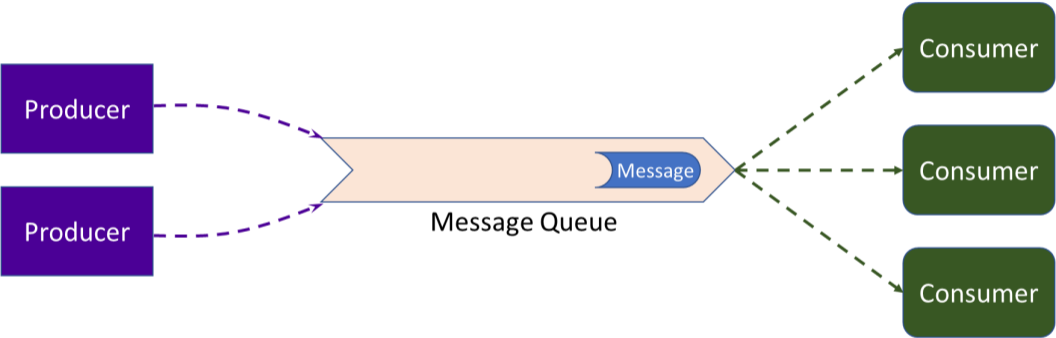 Producer
Producer
Message
Message Queue
Consumer
Consumer
Consumer